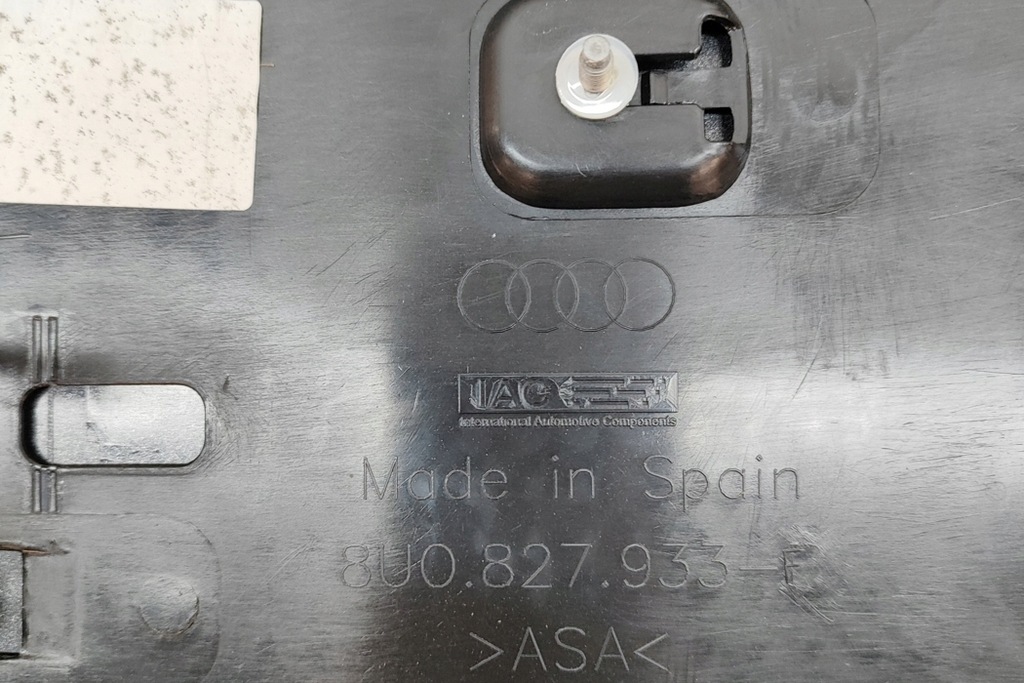 IAC
International Automotive Components
Made in Spain
8U0.827.933-E
>ASA<